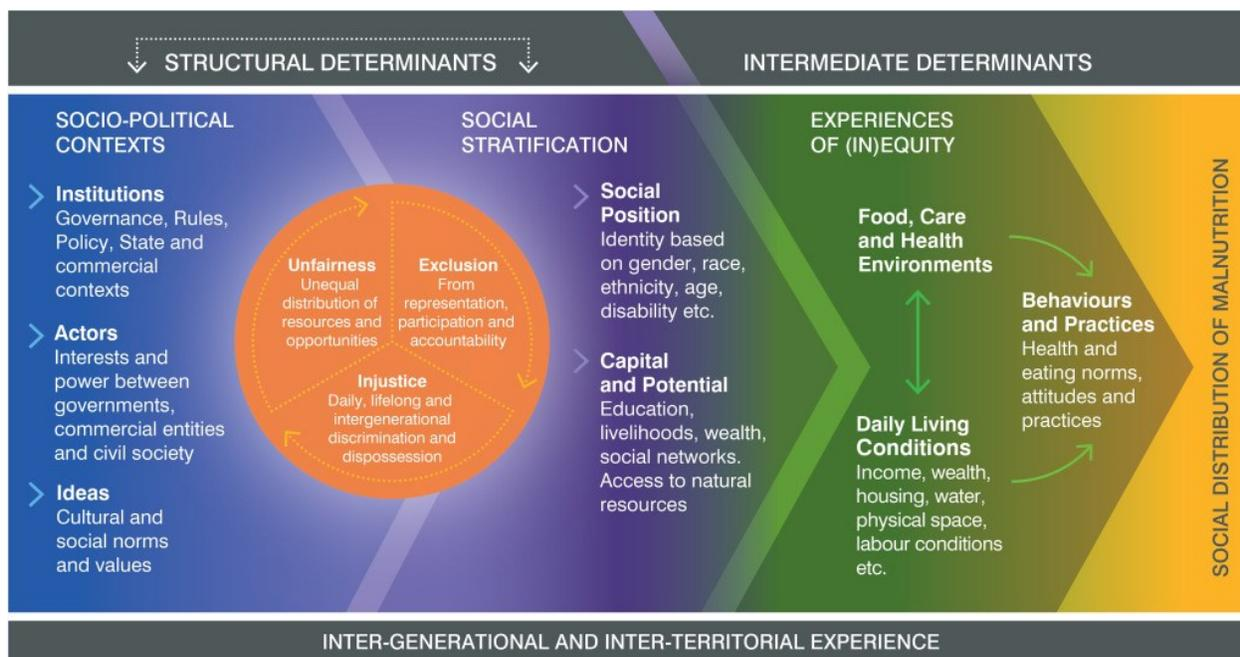 STRUCTURAL DETERMINANTS
INTERMEDIATE DETERMINANTS
SOCIO-POLITICAL
CONTEXTS
Institutions
Governance, Rules,
Policy, State and
commercial
contexts
Actors
Interests and
power between
governments,
commercial entities
and civil society
Ideas
Cultural and
social norms
and values
Unfairness
Unequal
distribution of
resources and
opportunities
Exclusion
From
representation,
participation and
accountability
Injustice
Daily, lifelong and
intergenerational
discrimination and
dispossession
SOCIAL
STRATIFICATION
Social
Position
Identity based
on gender, race,
ethnicity, age,
disability etc.
Capital
and Potential
Education,
livelihoods, wealth,
social networks.
Access to natural
resources
EXPERIENCES
OF (IN)EQUITY
Food, Care
and Health
Environments
Daily Living
Conditions
Income, wealth,
housing, water,
physical space,
labour conditions
etc.
Behaviours
and Practices
Health and
eating norms,
attitudes and
practices
SOCIAL DISTRIBUTION OF MALNUTRITION
INTER-GENERATIONAL AND INTER-TERRITORIAL EXPERIENCE